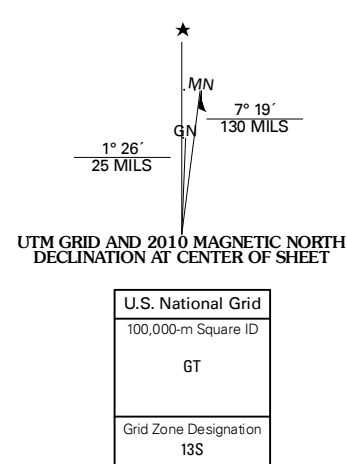 MN
7° 19´
130 MILS
GN
1° 26´
25 MILS
UTM GRID AND 2010 MAGNETIC NORTH
DECLINATION AT CENTER OF SHEET
U.S. National Grid
100,000-m Square ID
GT
Grid Zone Designation
13S